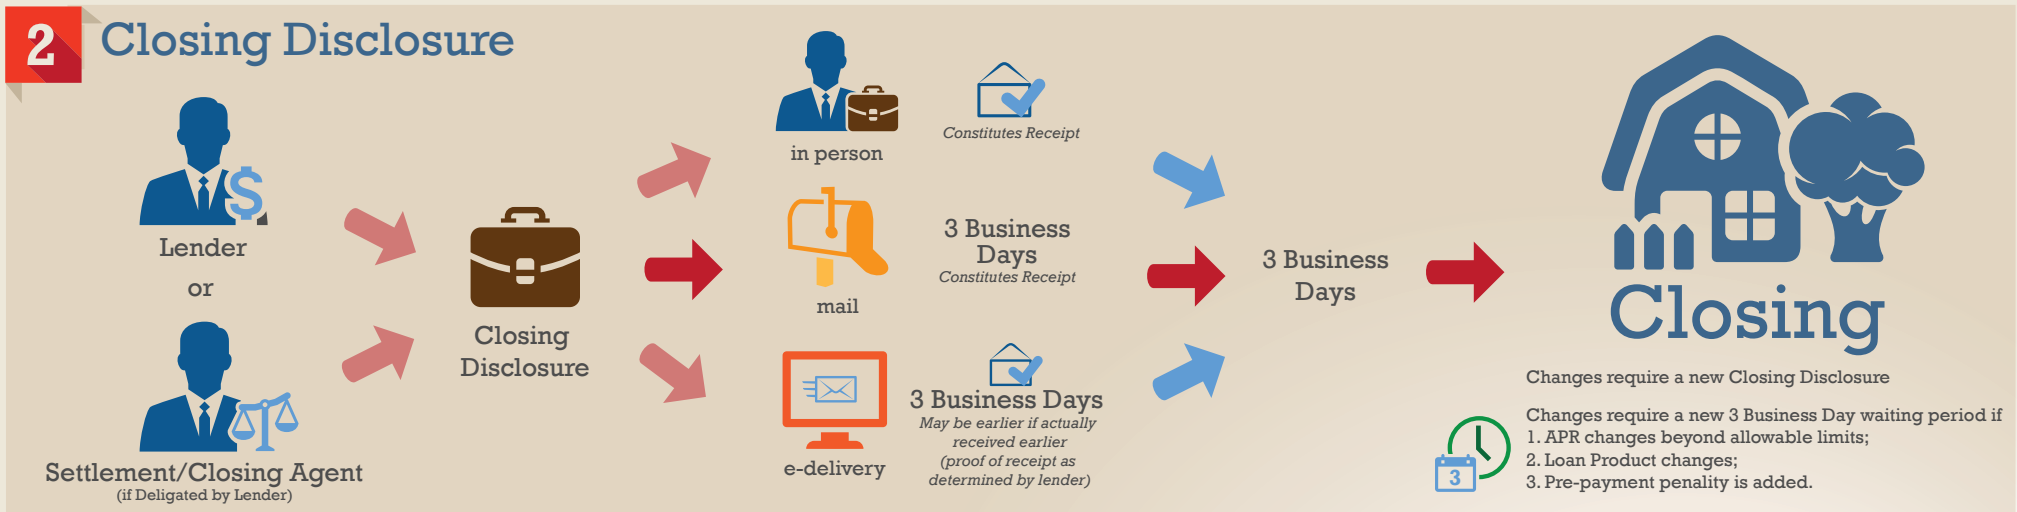 2
Closing Disclosure
$
Lender
or
Settlement/Closing Agent
(if Deligated by Lender)
Closing
Disclosure
in person
Constitutes Receipt
mail
3 Business
Days
Constitutes Receipt
e-delivery
3 Business Days
May be earlier if actually
received earlier
(proof of receipt as
determined by lender)
3 Business
Days
Closing
Changes require a new Closing Disclosure
3
Changes require a new 3 Business Day waiting period if
1. APR changes beyond allowable limits;
2. Loan Product changes;
3. Pre-payment penality is added.